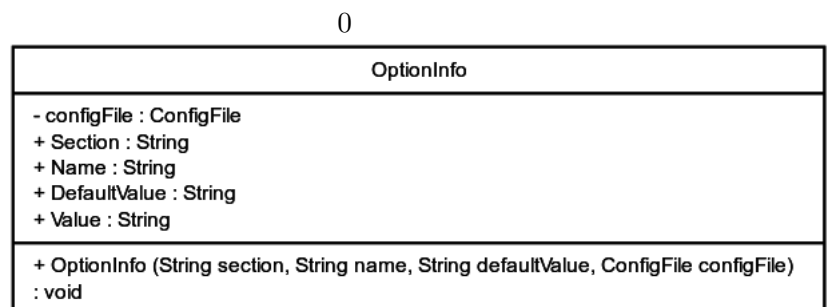 0
OptionInfo
- configFile : ConfigFile
+ Section : String
+ Name : String
+ DefaultValue : String
+ Value : String
+ OptionInfo (String section, String name, String defaultValue, ConfigFile configFile)
: void